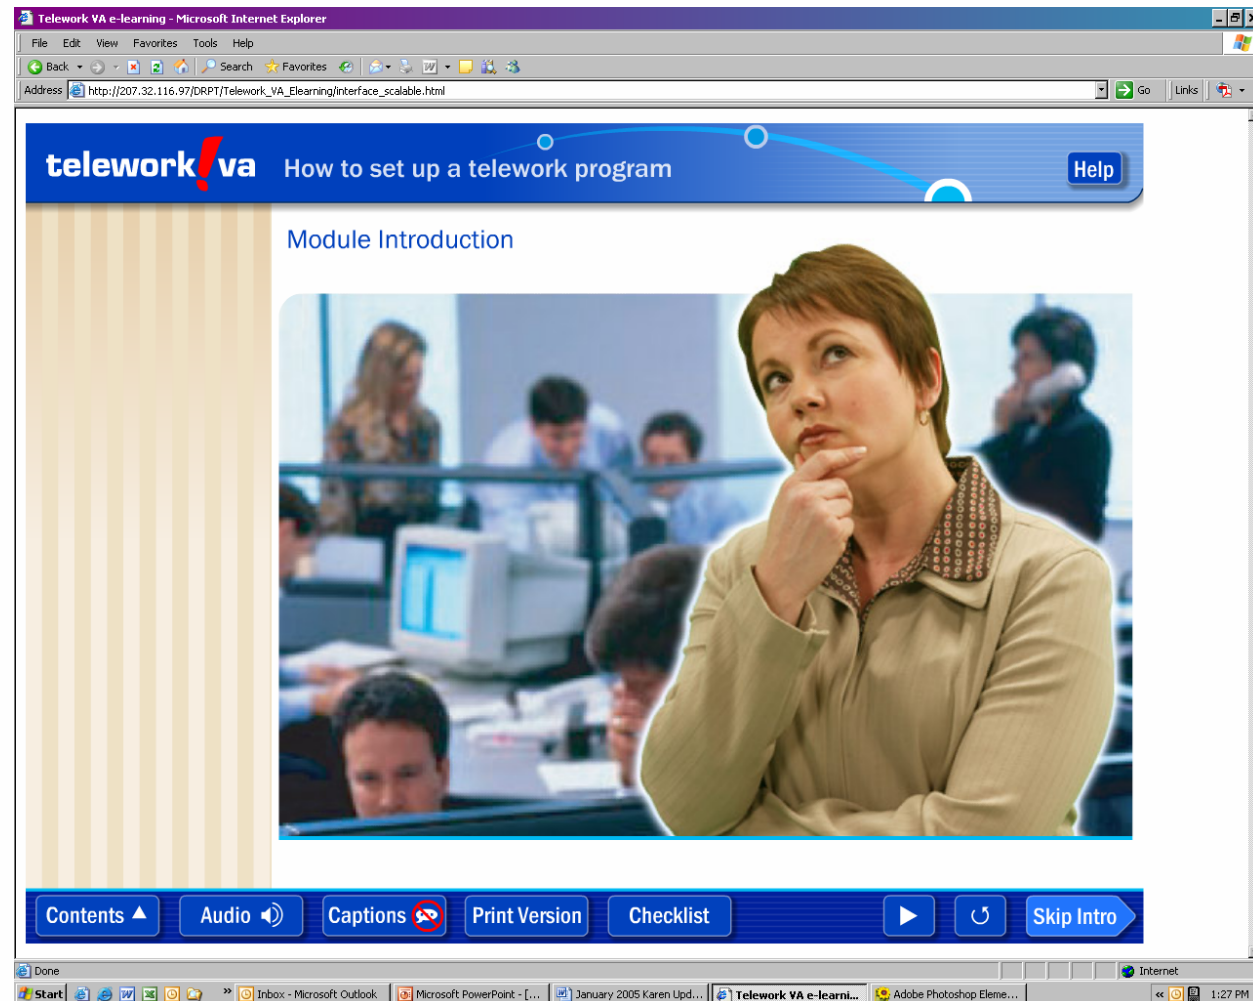 Telework VA e-learning - Microsoft Internet Explorer
File Edit View Favorites Tools Help
Back Search Favorites
Address http://207.32.116.97/DRPT/Telework_VA_Elearning/interface_scalable.html Go Links
telework!va How to set up a telework program Help
Module Introduction
Contents Audio Captions Print Version Checklist Skip Intro
Done Internet
Start » Inbox - Microsoft Outlook Microsoft PowerPoint - [... January 2005 Karen Upd... Telework VA e-learni... Adobe Photoshop Eleme... « 1:27 PM